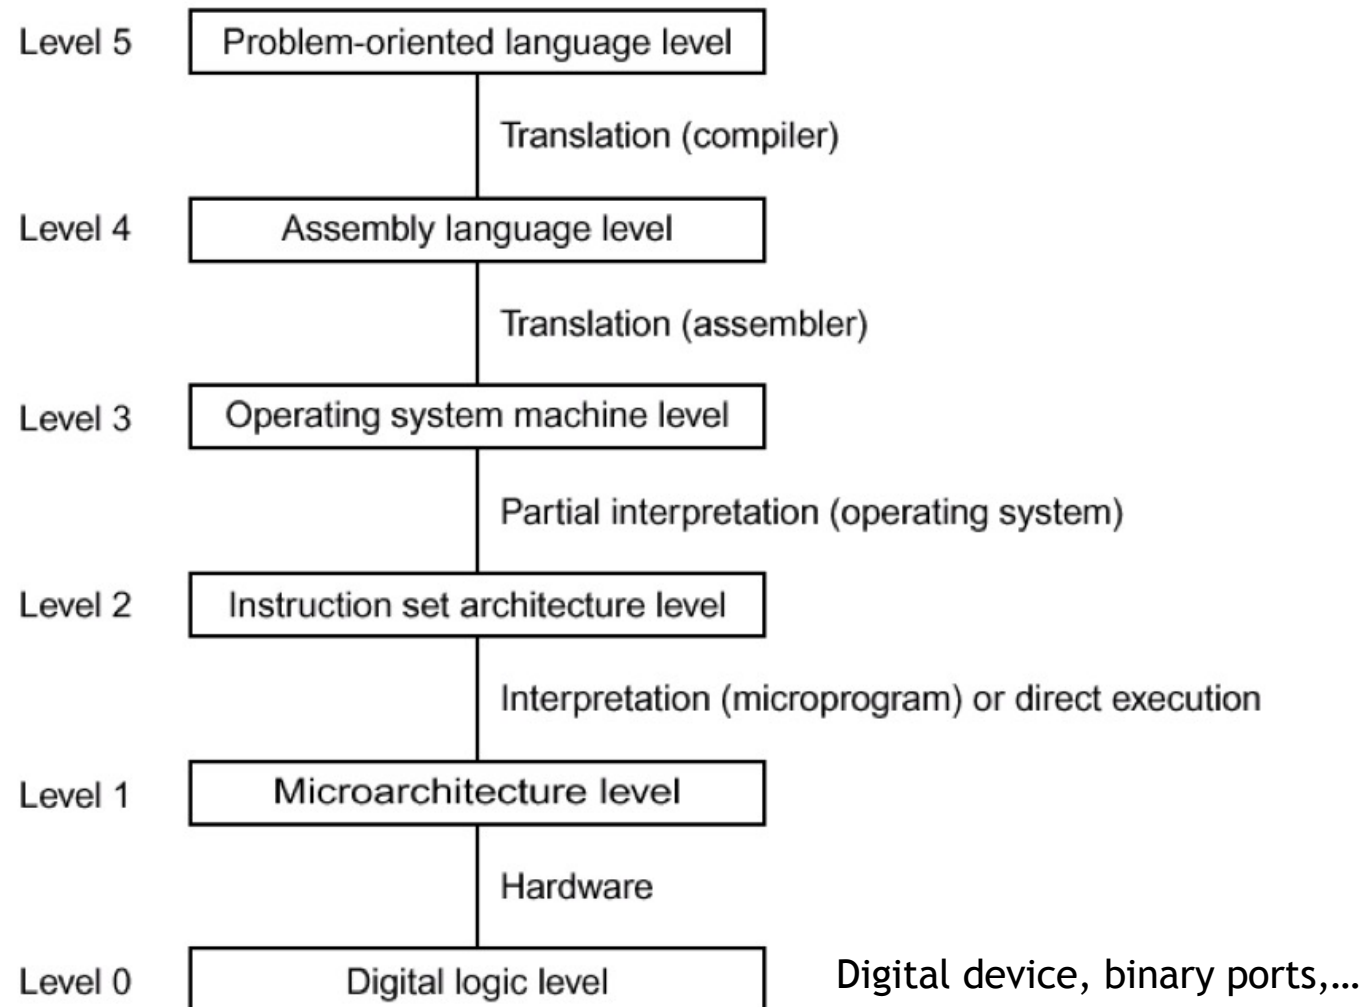 Level 5 Problem-oriented language level
Translation (compiler)
Level 4 Assembly language level
Translation (assembler)
Level 3 Operating system machine level
Partial interpretation (operating system)
Level 2 Instruction set architecture level
Interpretation (microprogram) or direct execution
Level 1 Microarchitecture level
Hardware
Level 0 Digital logic level Digital device, binary ports,…